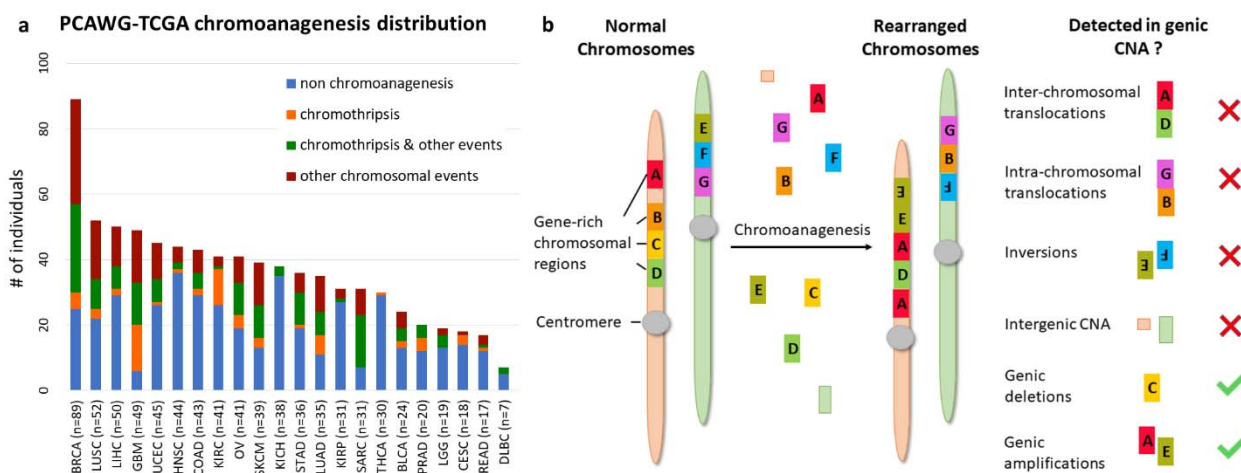 a PCAWG-TCGA chromoanagenesis distribution
# of individuals
100
80
60
40
20
0
non chromoanagenesis
chromothripsis
chromothripsis & other events
other chromosomal events
BRCA (n=89)
LUSC (n=52)
LIHC (n=50)
GBM (n=49)
UCEC (n=45)
HNSC (n=44)
COAD (n=43)
KIRC (n=41)
OV (n=41)
SKCM (n=39)
KICH (n=38)
STAD (n=36)
LUAD (n=35)
KIRP (n=31)
SARC (n=31)
THCA (n=30)
BLCA (n=24)
PRAD (n=20)
LGG (n=19)
CESC (n=18)
READ (n=17)
DLBC (n=7)
b
Normal
Chromosomes
Rearranged
Chromosomes
Detected in genic
CNA ?
A
B
C
D
E
F
G
Gene-rich
chromosomal
regions
Centromere
A
G
F
B
E
C
D
Chromoanagenesis
E
E
A
D
A
G
B
F
Inter-chromosomal
translocations
A
D
Intra-chromosomal
translocations
G
B
Inversions
E
F
Intergenic CNA
Genic
deletions
C
Genic
amplifications
A
E